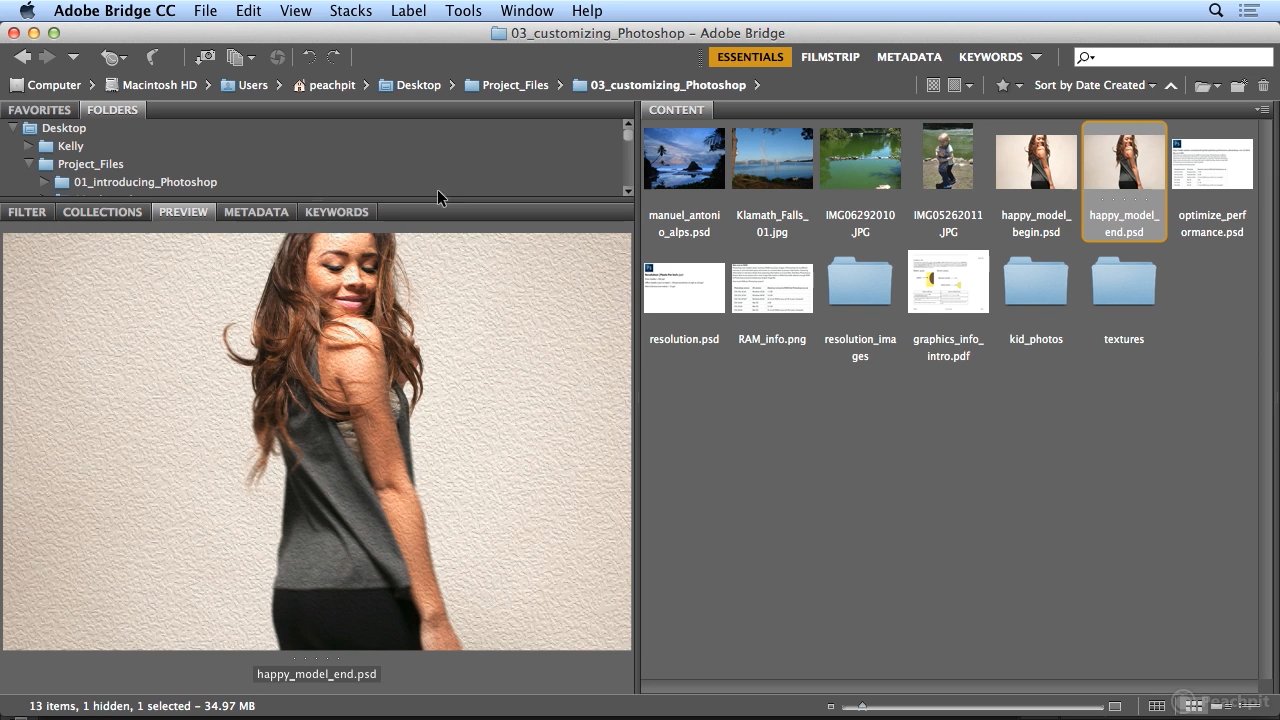 Adobe Bridge CC File Edit View Stacks Label Tools Window Help
03_customizing_Photoshop – Adobe Bridge
ESSENTIALS FILMSTRIP METADATA KEYWORDS
Computer Macintosh HD Users peachpit Desktop Project_Files 03_customizing_Photoshop Sort by Date Created
FAVORITES FOLDERS
Desktop
Kelly
Project_Files
01_introducing_Photoshop
FILTER COLLECTIONS PREVIEW METADATA KEYWORDS
happy_model_end.psd
CONTENT
manuel_antoni
o_alps.psd
Klamath_Falls_
01.jpg
IMG06292010
.JPG
IMG05262011
.JPG
happy_model_
begin.psd
happy_model_
end.psd
optimize_perf
ormance.psd
resolution.psd
RAM_info.png
resolution_ima
ges
graphics_info_
intro.pdf
kid_photos
textures
13 items, 1 hidden, 1 selected – 34.97 MB
Peachpit